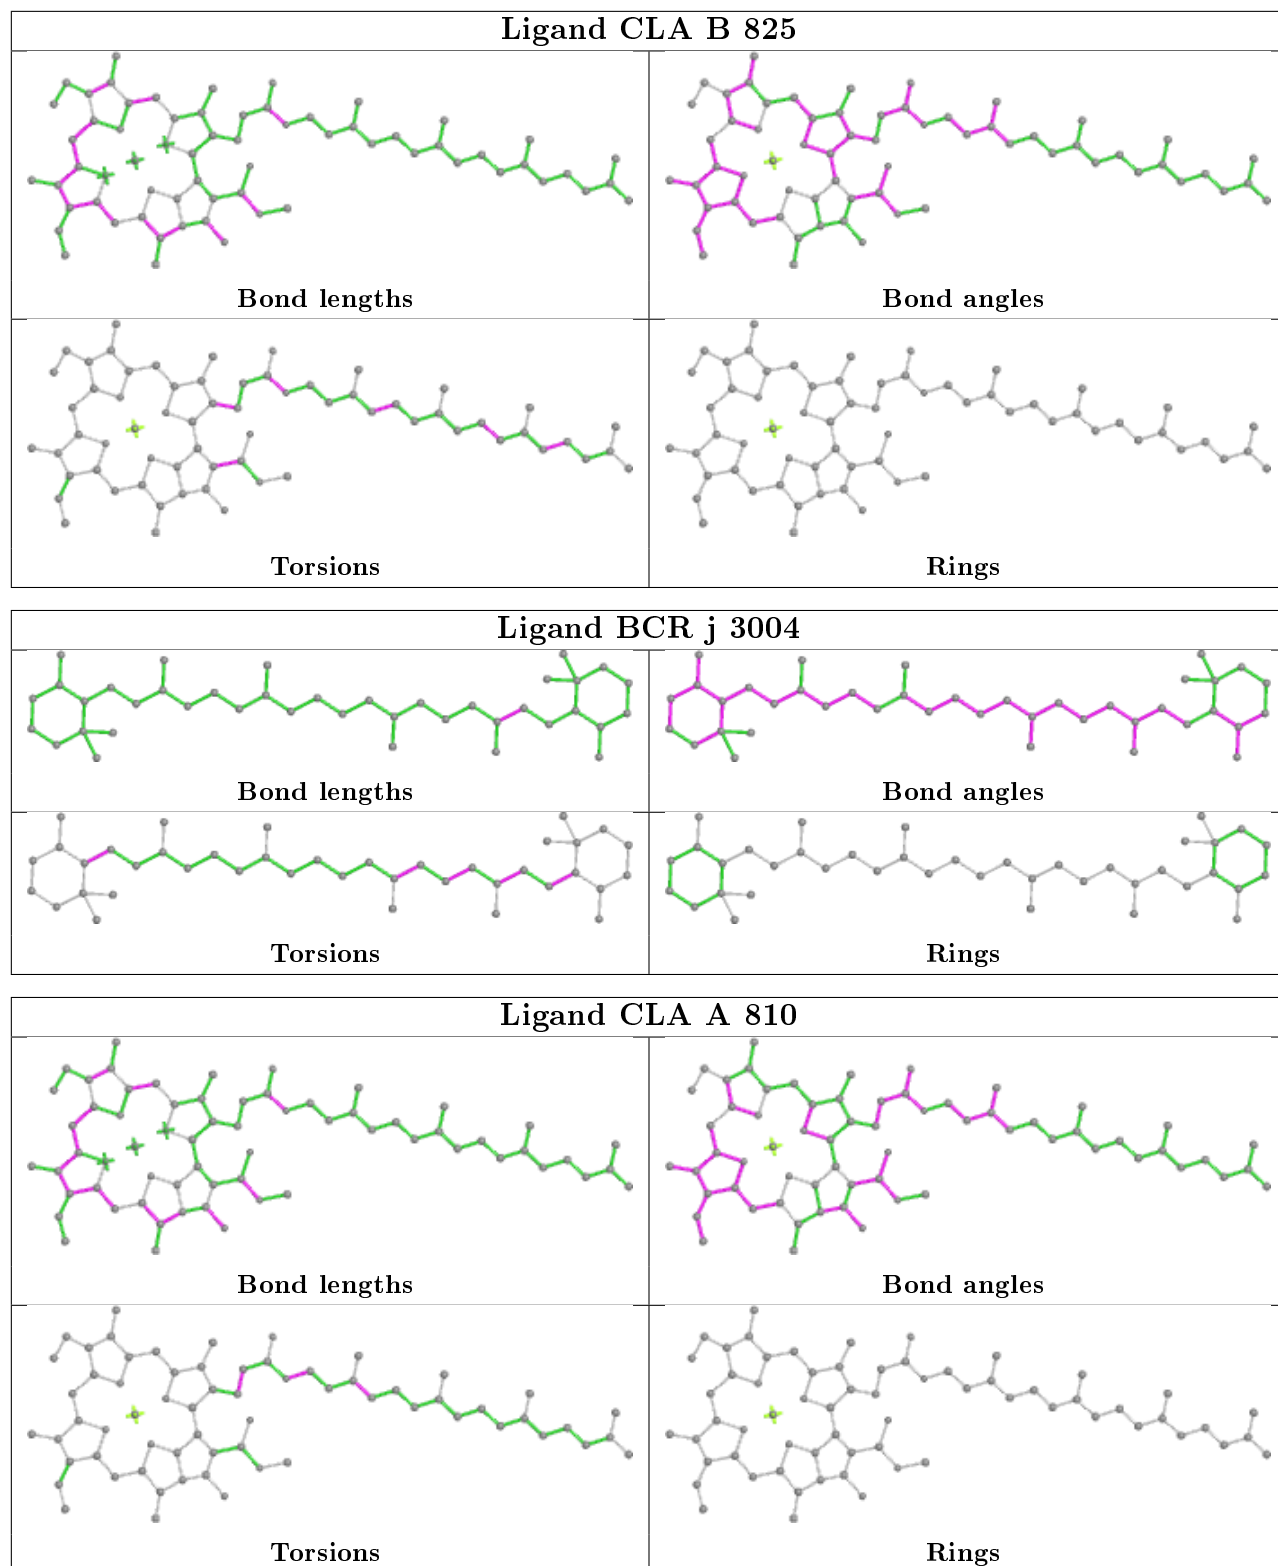 Ligand CLA B 825
Bond lengths
Bond angles
Torsions
Rings
Ligand BCR j 3004
Bond lengths
Bond angles
Torsions
Rings
Ligand CLA A 810
Bond lengths
Bond angles
Torsions
Rings